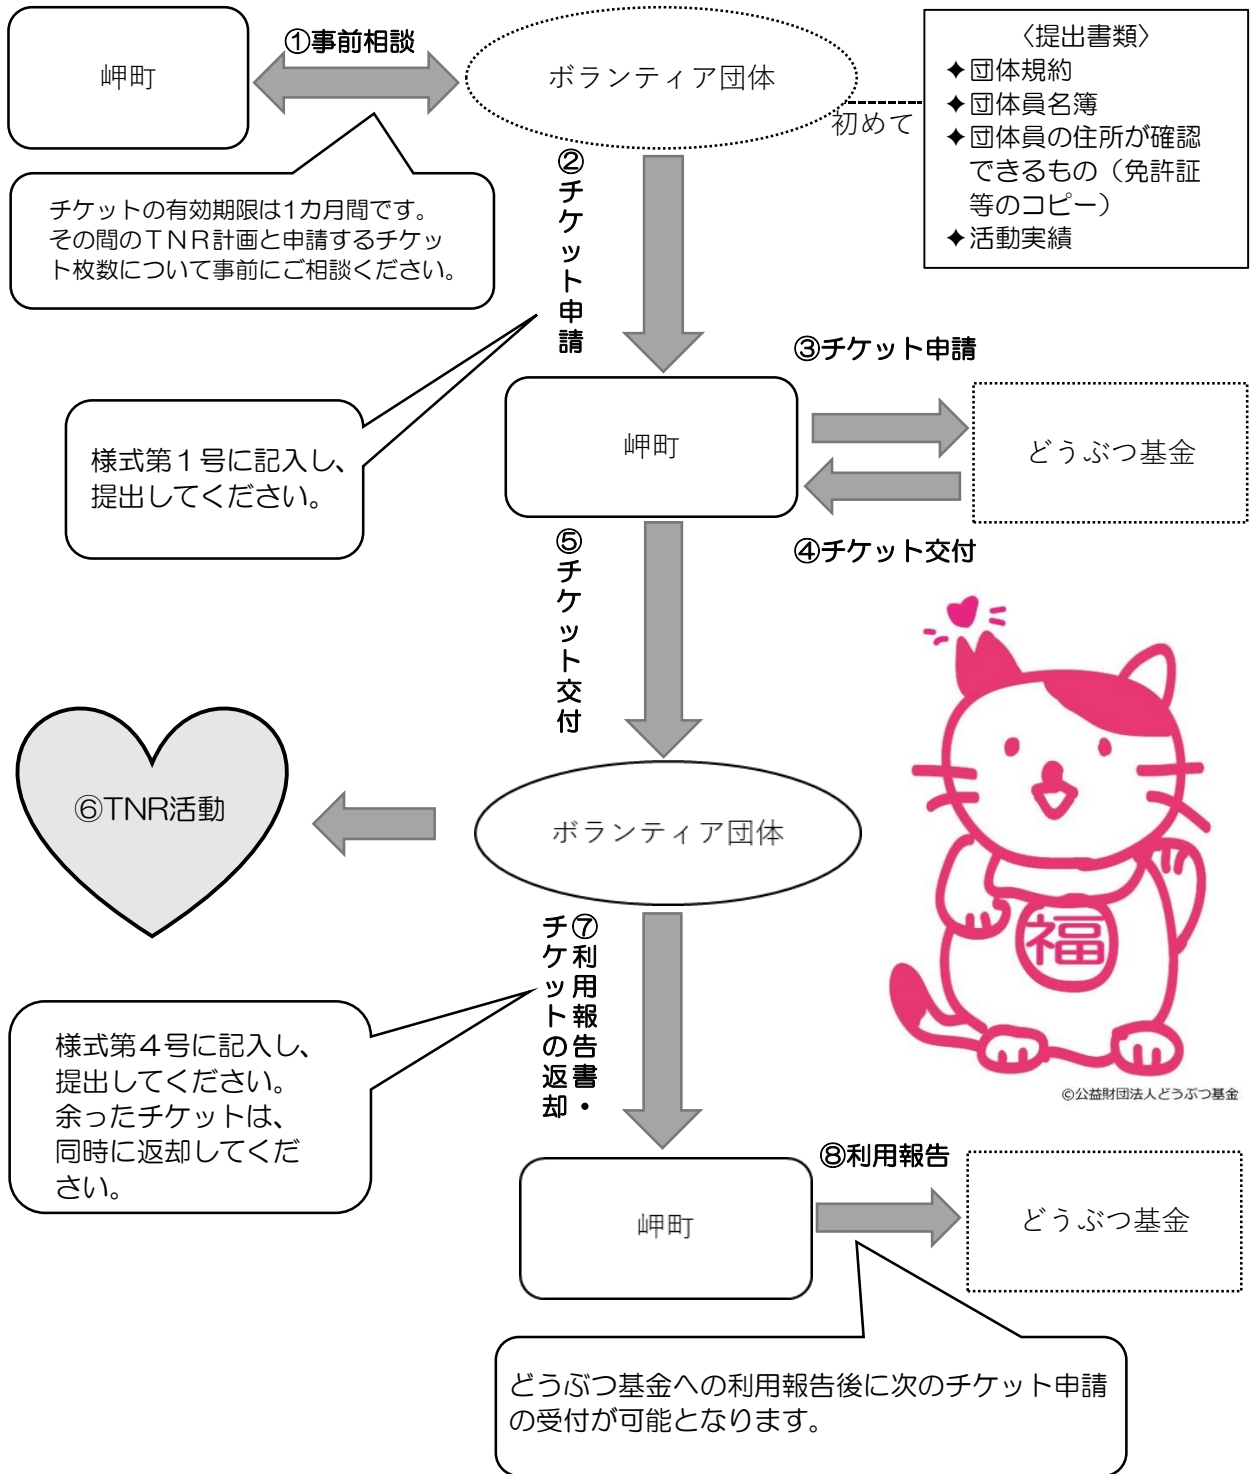 岬町
①事前相談
ボランティア団体
初めて
〈提出書類〉
✦団体規約
✦団体員名簿
✦団体員の住所が確認
できるもの（免許証
等のコピー）
✦活動実績
チケットの有効期限は1カ月間です。
その間のＴＮＲ計画と申請するチケッ
ト枚数について事前にご相談ください。
②チケット申請
様式第１号に記入し、
提出してください。
岬町
③チケット申請
どうぶつ基金
④チケット交付
⑤チケット交付
ボランティア団体
⑥TNR活動
福
©公益財団法人どうぶつ基金
⑦利用報告書・
チケットの返却
様式第４号に記入し、
提出してください。
余ったチケットは、
同時に返却してくだ
さい。
岬町
⑧利用報告
どうぶつ基金
どうぶつ基金への利用報告後に次のチケット申請
の受付が可能となります。